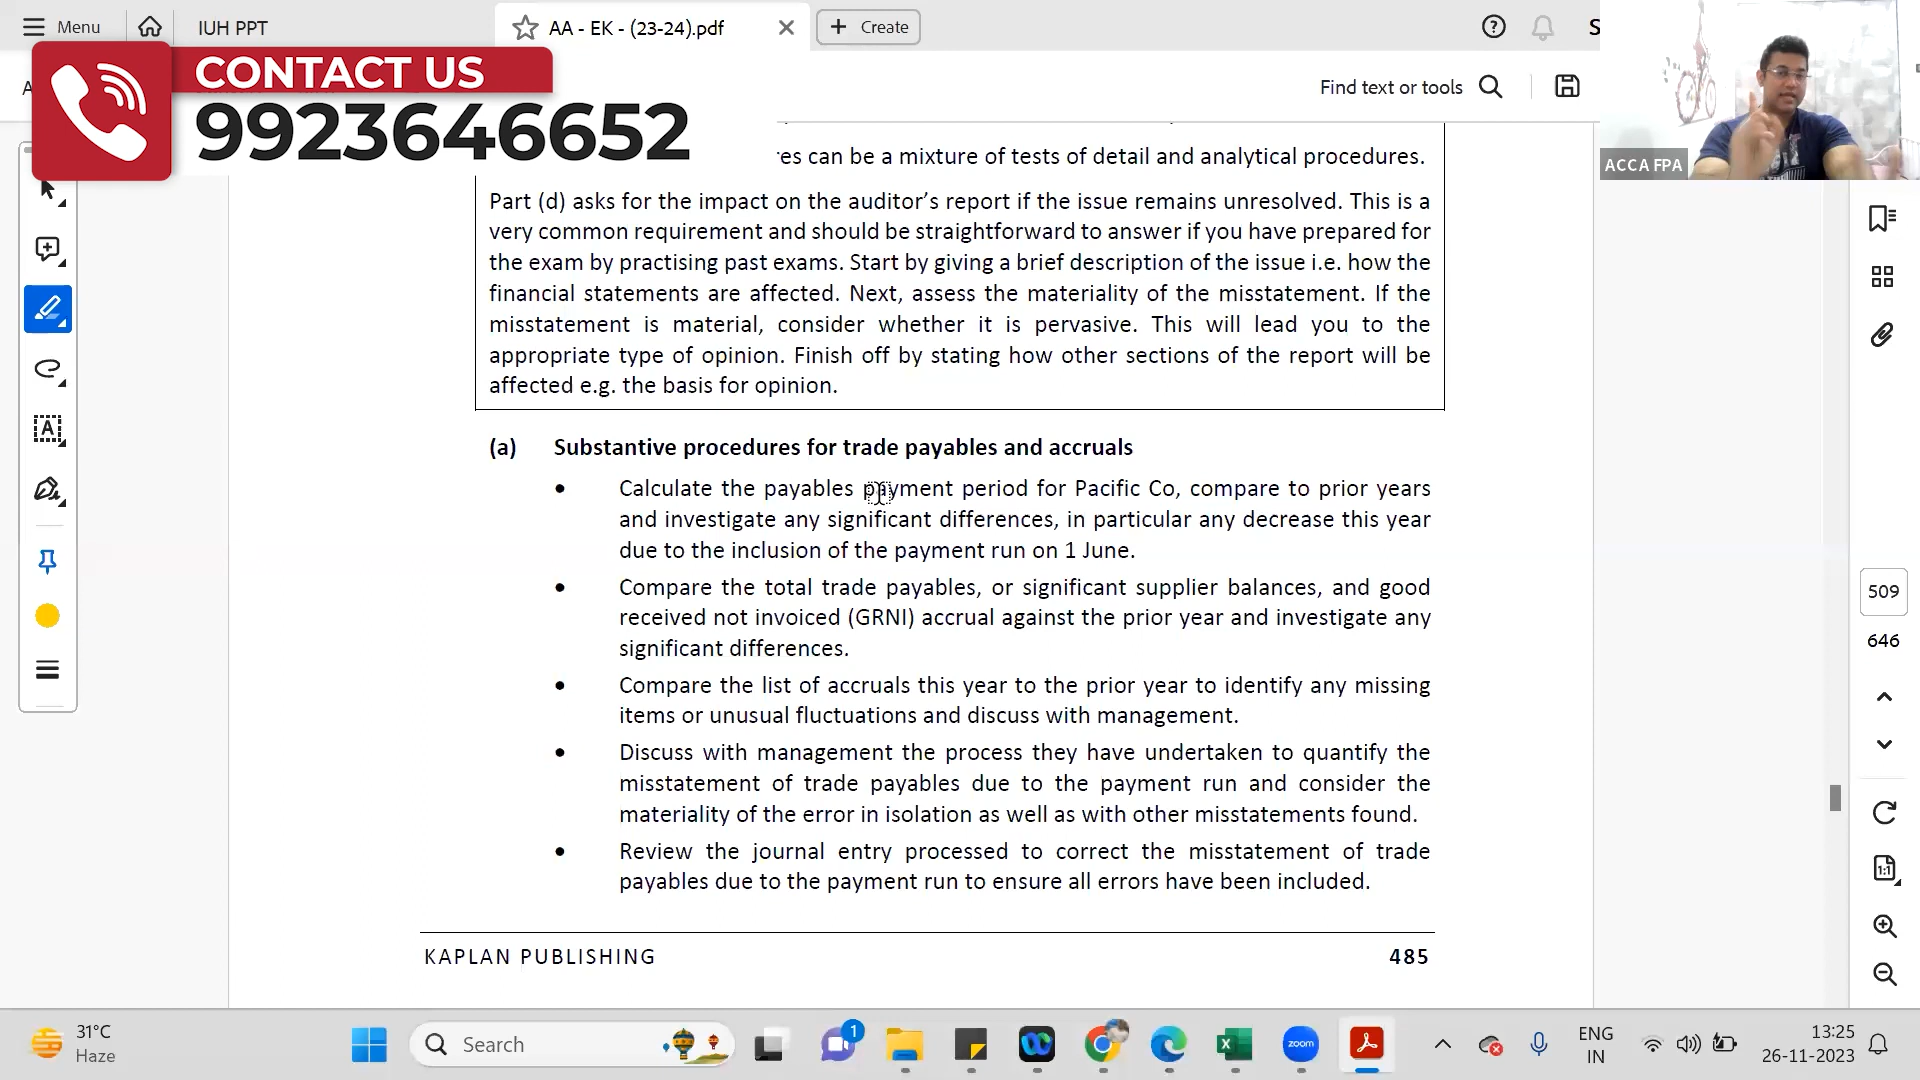 Menu
IUH PPT
AA - EK - (23-24).pdf
Create
CONTACT US
9923646652
Find text or tools
ACCA FPA
res can be a mixture of tests of detail and analytical procedures.
Part (d) asks for the impact on the auditor's report if the issue remains unresolved. This is a
very common requirement and should be straightforward to answer if you have prepared for
the exam by practising past exams. Start by giving a brief description of the issue i.e. how the
financial statements are affected. Next, assess the materiality of the misstatement. If the
misstatement is material, consider whether it is pervasive. This will lead you to the
appropriate type of opinion. Finish off by stating how other sections of the report will be
affected e.g. the basis for opinion.
(a) Substantive procedures for trade payables and accruals
• Calculate the payables payment period for Pacific Co, compare to prior years
and investigate any significant differences, in particular any decrease this year
due to the inclusion of the payment run on 1 June.
• Compare the total trade payables, or significant supplier balances, and good
received not invoiced (GRNI) accrual against the prior year and investigate any
significant differences.
• Compare the list of accruals this year to the prior year to identify any missing
items or unusual fluctuations and discuss with management.
• Discuss with management the process they have undertaken to quantify the
misstatement of trade payables due to the payment run and consider the
materiality of the error in isolation as well as with other misstatements found.
• Review the journal entry processed to correct the misstatement of trade
payables due to the payment run to ensure all errors have been included.
KAPLAN PUBLISHING 485
509
646
31°C
Haze
Search
1
zoom
ENG
IN
13:25
26-11-2023